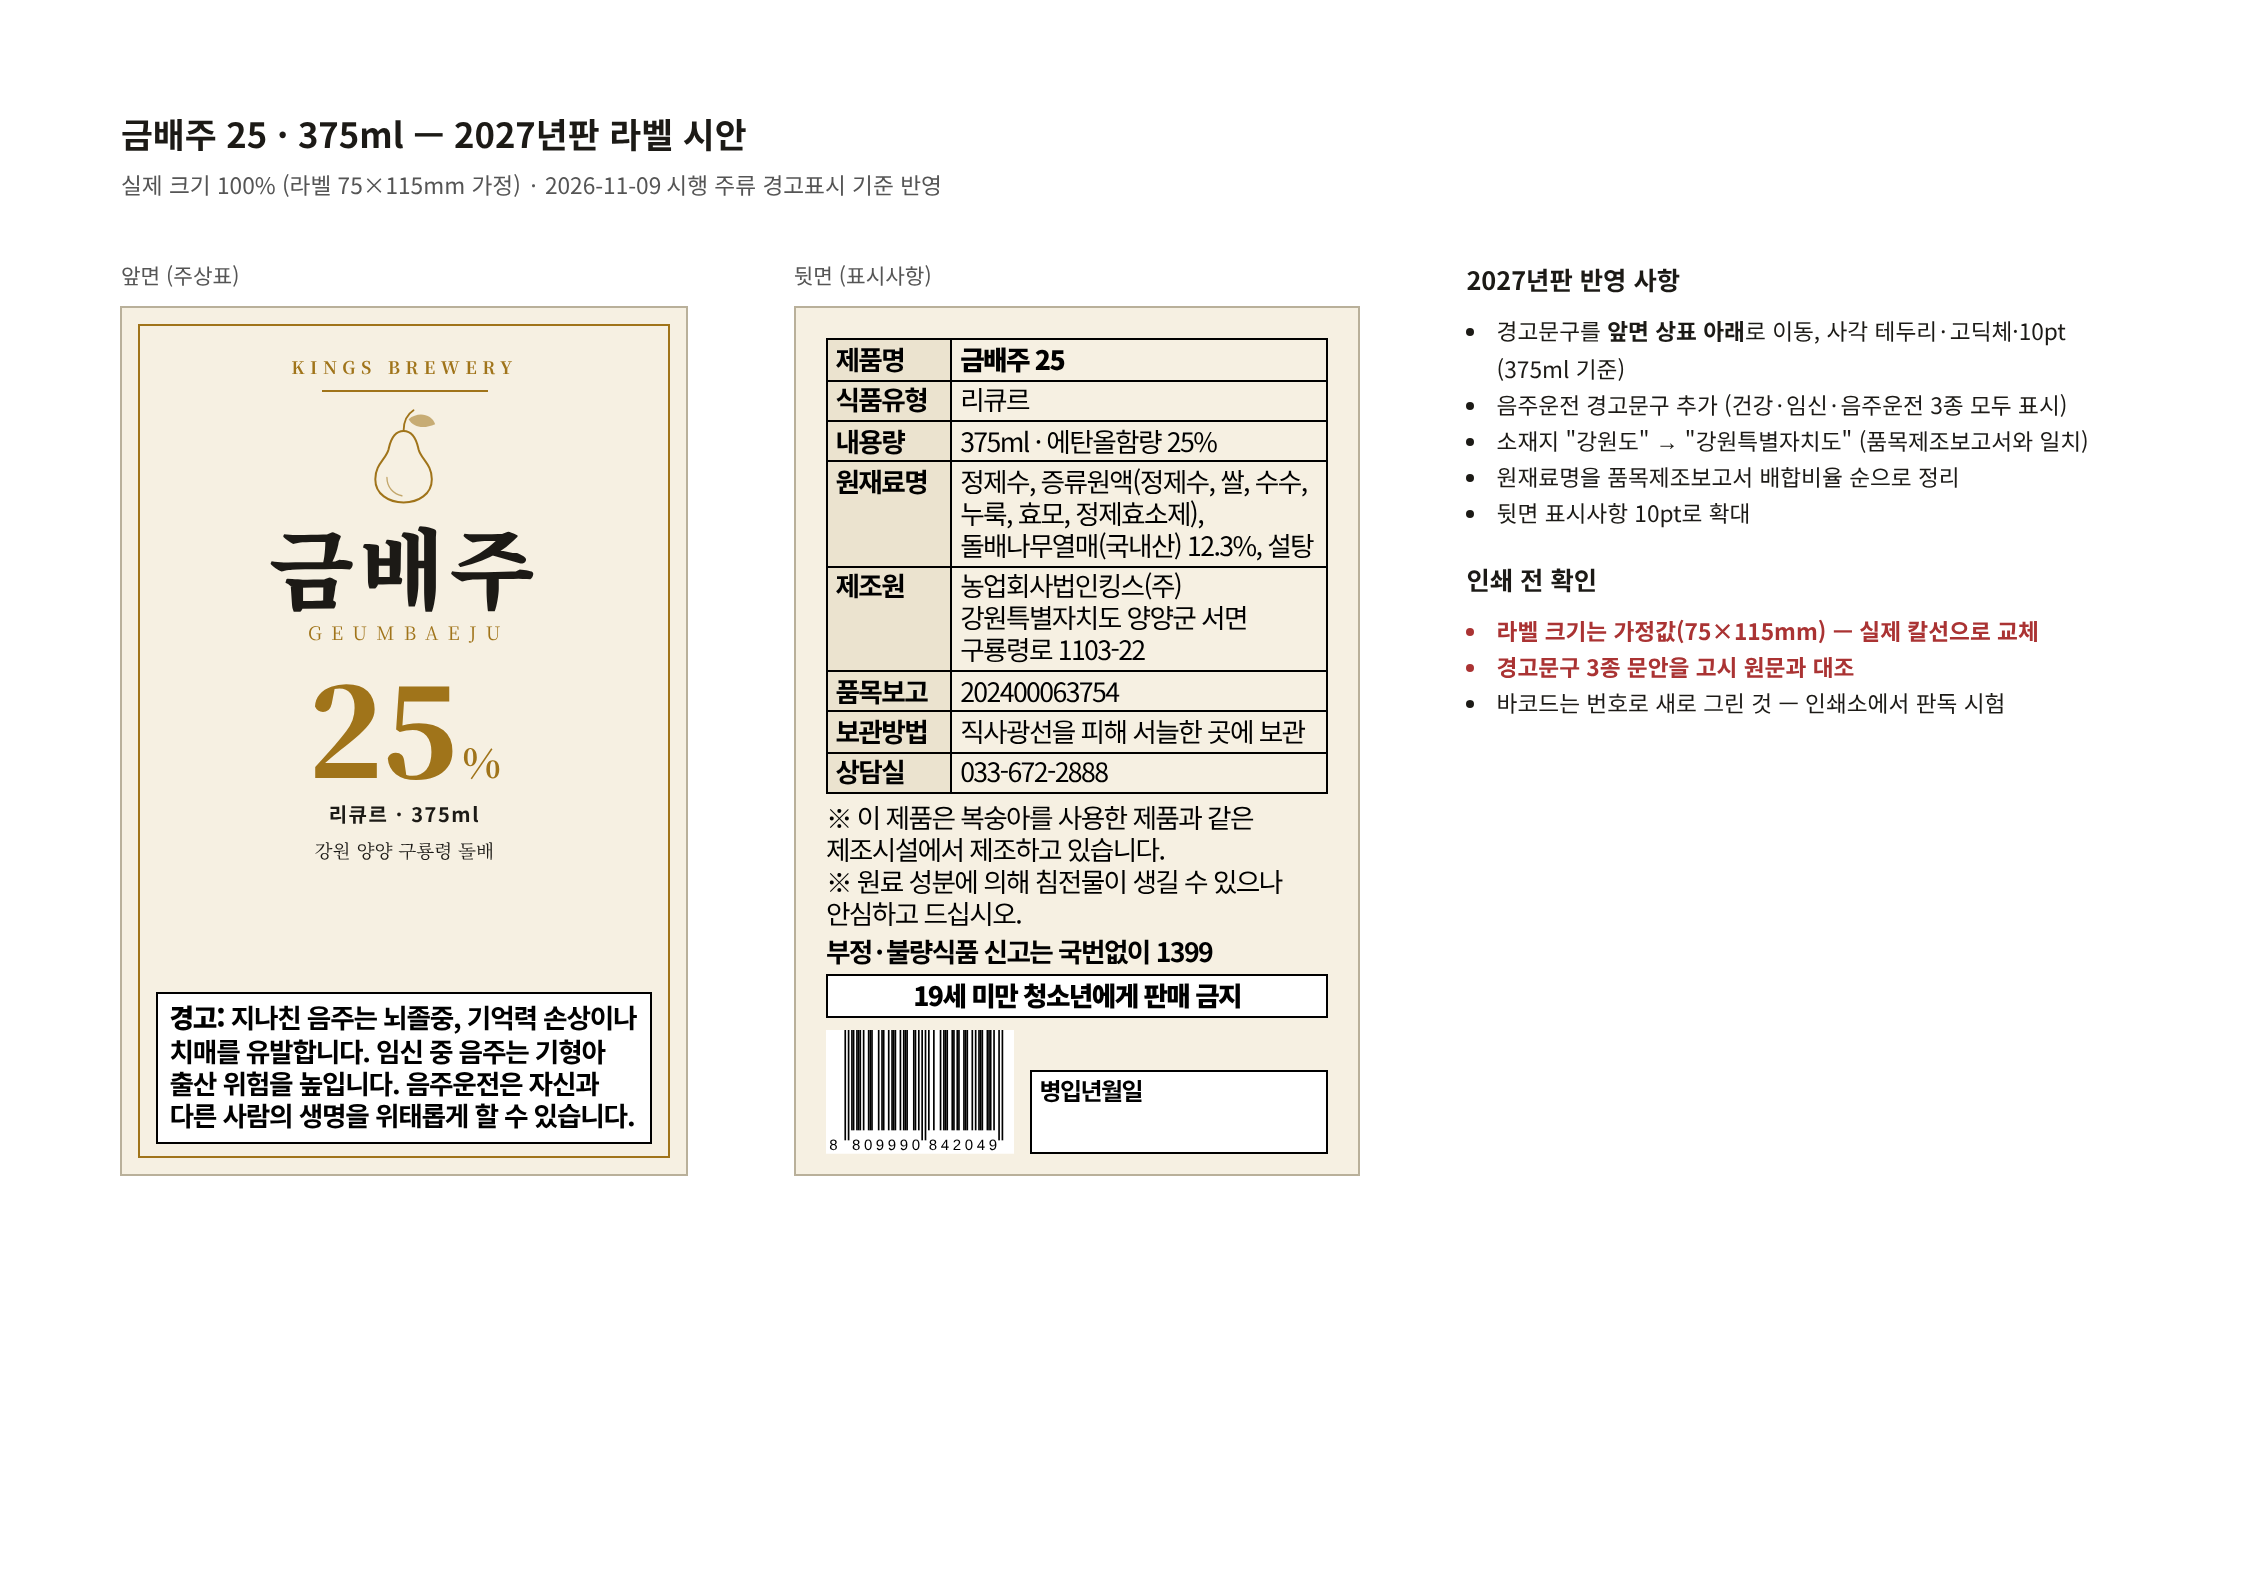 금배주 25 · 375ml — 2027년판 라벨 시안
실제 크기 100% (라벨 75×115mm 가정) · 2026-11-09 시행 주류 경고표시 기준 반영
앞면 (주상표)
KINGS BREWERY
금배주
GEUMBAEJU
25%
리큐르 · 375ml
강원 양양 구룡령 돌배
경고: 지나친 음주는 뇌졸중, 기억력 손상이나
치매를 유발합니다. 임신 중 음주는 기형아
출산 위험을 높입니다. 음주운전은 자신과
다른 사람의 생명을 위태롭게 할 수 있습니다.
뒷면 (표시사항)
제품명 금배주 25
식품유형 리큐르
내용량 375ml · 에탄올함량 25%
원재료명 정제수, 증류원액(정제수, 쌀, 수수,
누룩, 효모, 정제효소제),
돌배나무열매(국내산) 12.3%, 설탕
제조원 농업회사법인킹스(주)
강원특별자치도 양양군 서면
구룡령로 1103-22
품목보고 202400063754
보관방법 직사광선을 피해 서늘한 곳에 보관
상담실 033-672-2888
※ 이 제품은 복숭아를 사용한 제품과 같은
제조시설에서 제조하고 있습니다.
※ 원료 성분에 의해 침전물이 생길 수 있으나
안심하고 드십시오.
부정·불량식품 신고는 국번없이 1399
19세 미만 청소년에게 판매 금지
8 809990 842049
병입년월일
2027년판 반영 사항
• 경고문구를 앞면 상표 아래로 이동, 사각 테두리·고딕체·10pt
(375ml 기준)
• 음주운전 경고문구 추가 (건강·임신·음주운전 3종 모두 표시)
• 소재지 "강원도" → "강원특별자치도" (품목제조보고서와 일치)
• 원재료명을 품목제조보고서 배합비율 순으로 정리
• 뒷면 표시사항 10pt로 확대
인쇄 전 확인
• 라벨 크기는 가정값(75×115mm) — 실제 칼선으로 교체
• 경고문구 3종 문안을 고시 원문과 대조
• 바코드는 번호로 새로 그린 것 — 인쇄소에서 판독 시험